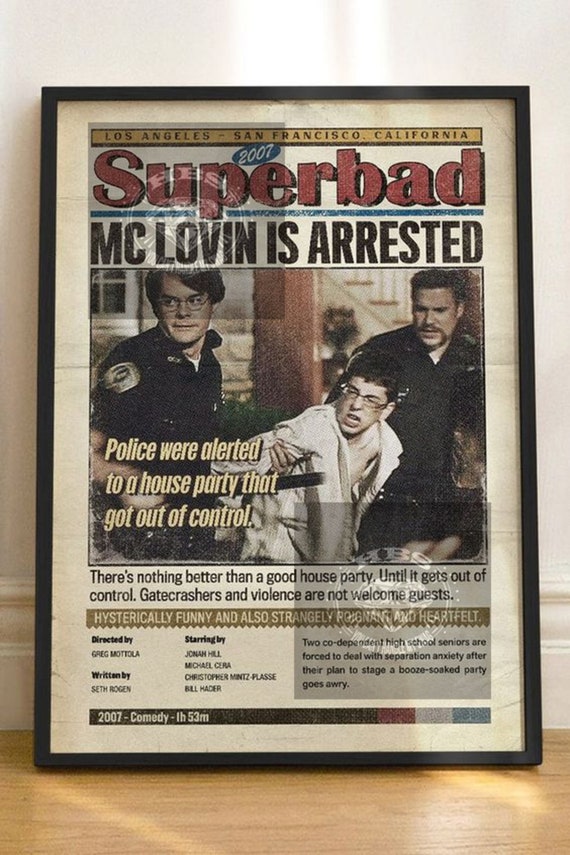 LOS ANGELES - SAN FRANCISCO, CALIFORNIA
2007
Superbad
MC LOVIN IS ARRESTED
Police were alerted
to a house party that
got out of control.
There's nothing better than a good house party. Until it gets out of
control. Gatecrashers and violence are not welcome guests.
HYSTERICALLY FUNNY AND ALSO STRANGELY POIGNANT AND HEARTFELT.
Directed by
GREG MOTTOLA
Written by
SETH ROGEN
Starring by
JONAH HILL
MICHAEL CERA
CHRISTOPHER MINTZ-PLASSE
BILL HADER
Two co-dependent high school seniors are
forced to deal with separation anxiety after
their plan to stage a booze-soaked party
goes awry.
2007 - Comedy - 1h 53m